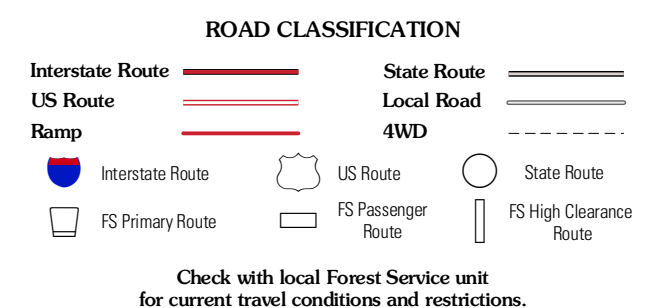 ROAD CLASSIFICATION
Interstate Route
State Route
US Route
Local Road
Ramp
4WD
Interstate Route
US Route
State Route
FS Primary Route
FS Passenger
Route
FS High Clearance
Route
Check with local Forest Service unit
for current travel conditions and restrictions.